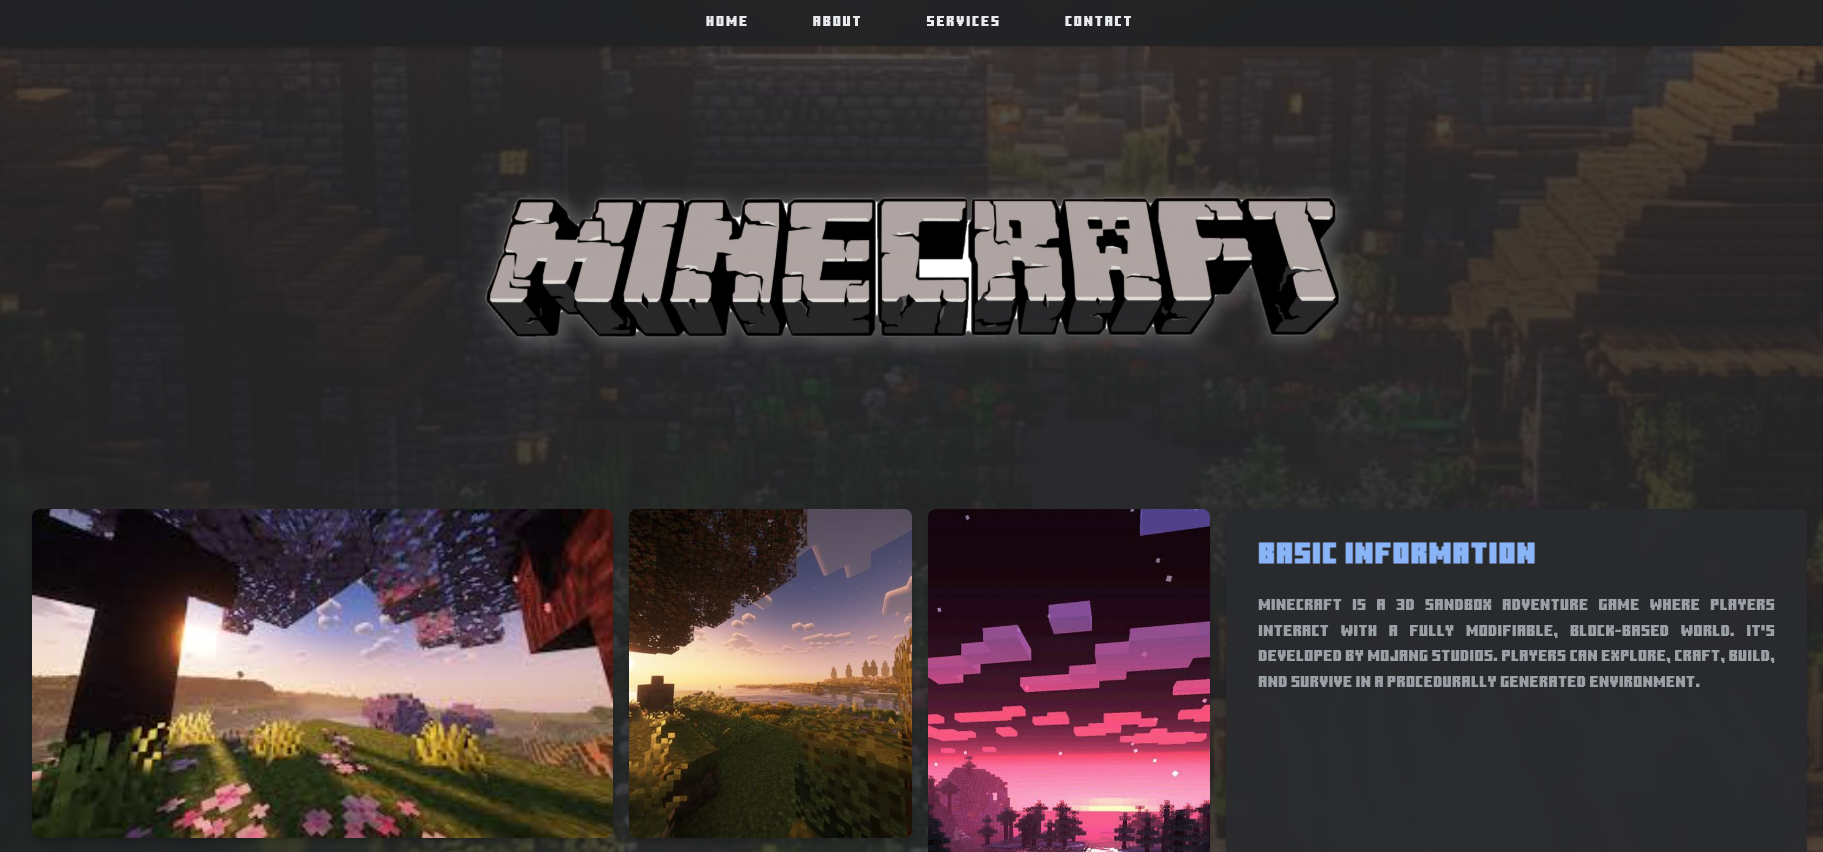 HOME ABOUT SERVICES CONTACT
MINECRAFT
BASIC INFORMATION
MINECRAFT IS A 3D SANDBOX ADVENTURE GAME WHERE PLAYERS
INTERACT WITH A FULLY MODIFIABLE, BLOCK-BASED WORLD. IT'S
DEVELOPED BY MOJANG STUDIOS. PLAYERS CAN EXPLORE, CRAFT, BUILD,
AND SURVIVE IN A PROCEDURALLY GENERATED ENVIRONMENT.